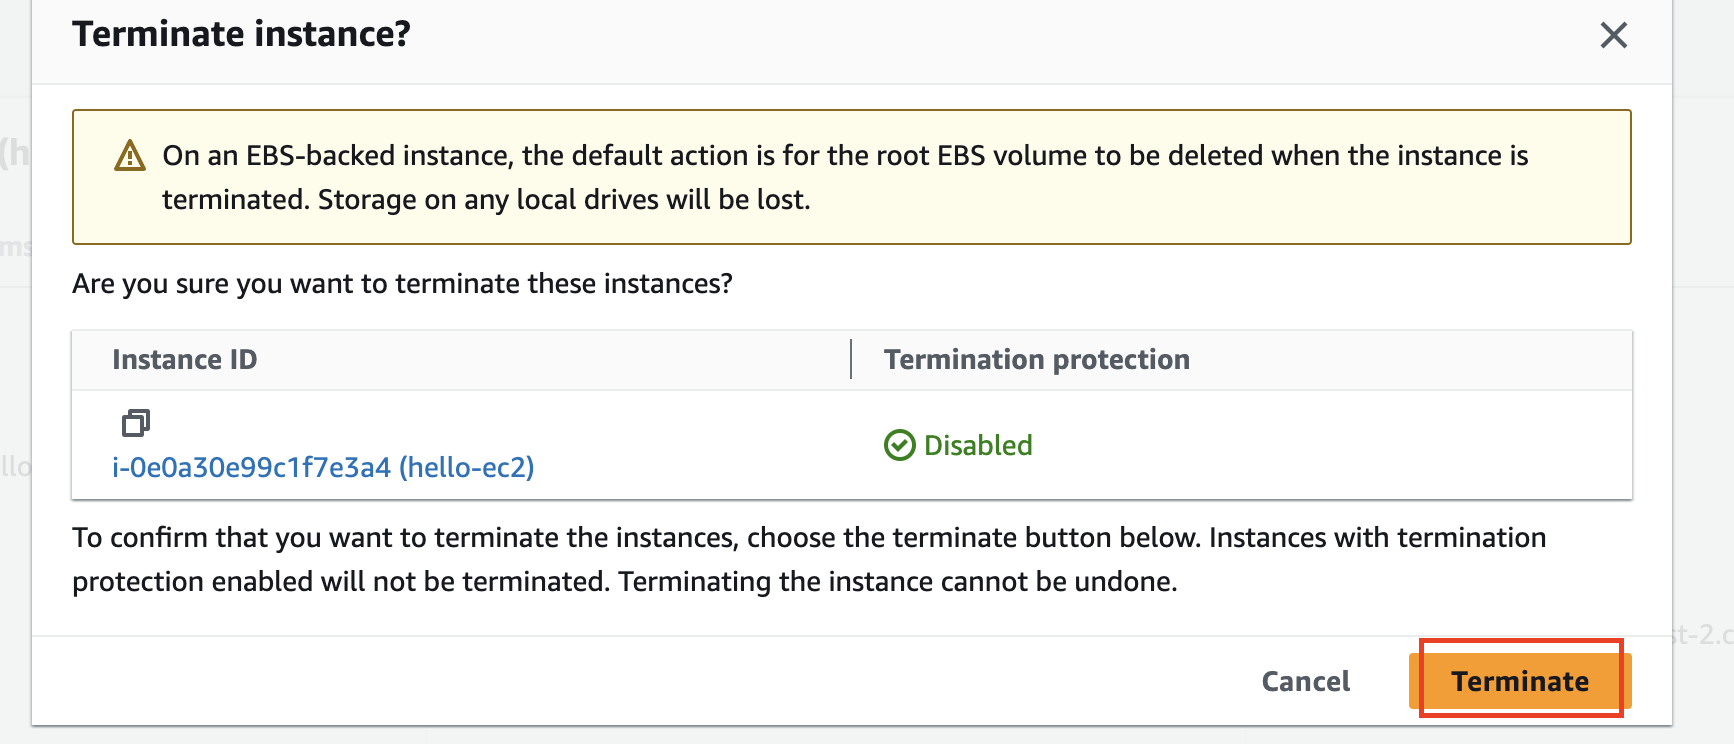 Terminate instance?
On an EBS-backed instance, the default action is for the root EBS volume to be deleted when the instance is
terminated. Storage on any local drives will be lost.
Are you sure you want to terminate these instances?
Instance ID
Termination protection
i-0e0a30e99c1f7e3a4 (hello-ec2)
Disabled
To confirm that you want to terminate the instances, choose the terminate button below. Instances with termination
protection enabled will not be terminated. Terminating the instance cannot be undone.
Cancel
Terminate